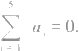 5
∑ a_i = 0.
i = 1